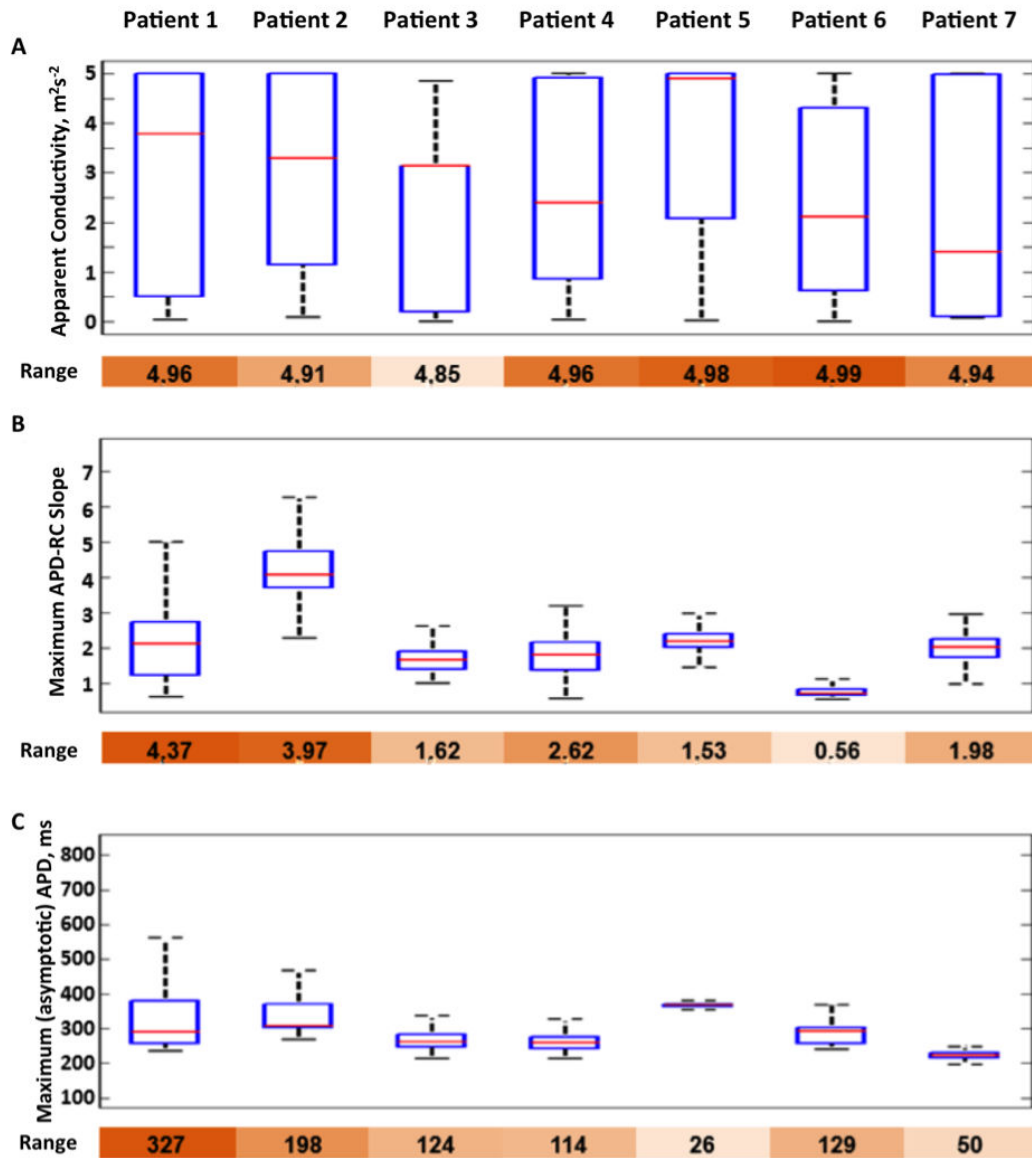 Patient 1 Patient 2 Patient 3 Patient 4 Patient 5 Patient 6 Patient 7
A
Apparent Conductivity, m²s⁻²
5
4
3
2
1
0
Range 4.96 4.91 4.85 4.96 4.98 4.99 4.94
B
Maximum APD-RC Slope
7
6
5
4
3
2
1
Range 4.37 3.97 1.62 2.62 1.53 0.56 1.98
C
Maximum (asymptotic) APD, ms
800
700
600
500
400
300
200
100
Range 327 198 124 114 26 129 50